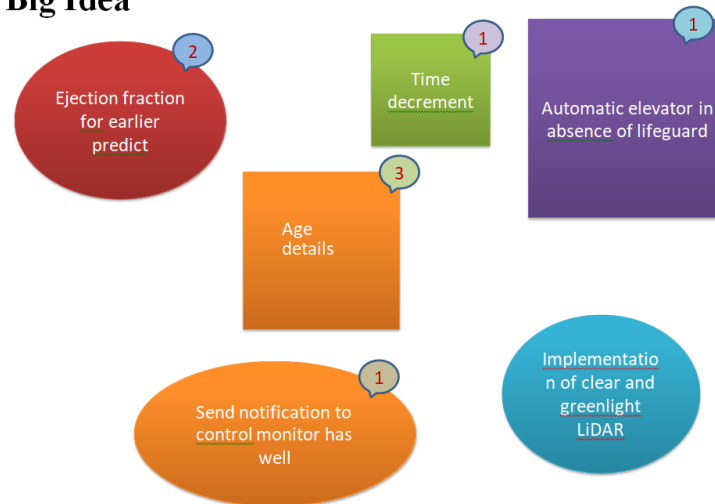 Big Idea
2
Ejection fraction
for earlier
predict
1
Time
decrement
1
Automatic elevator in
absence of lifeguard
3
Age
details
1
Send notification to
control monitor has
well
Implementatio
n of clear and
greenlight
LiDAR